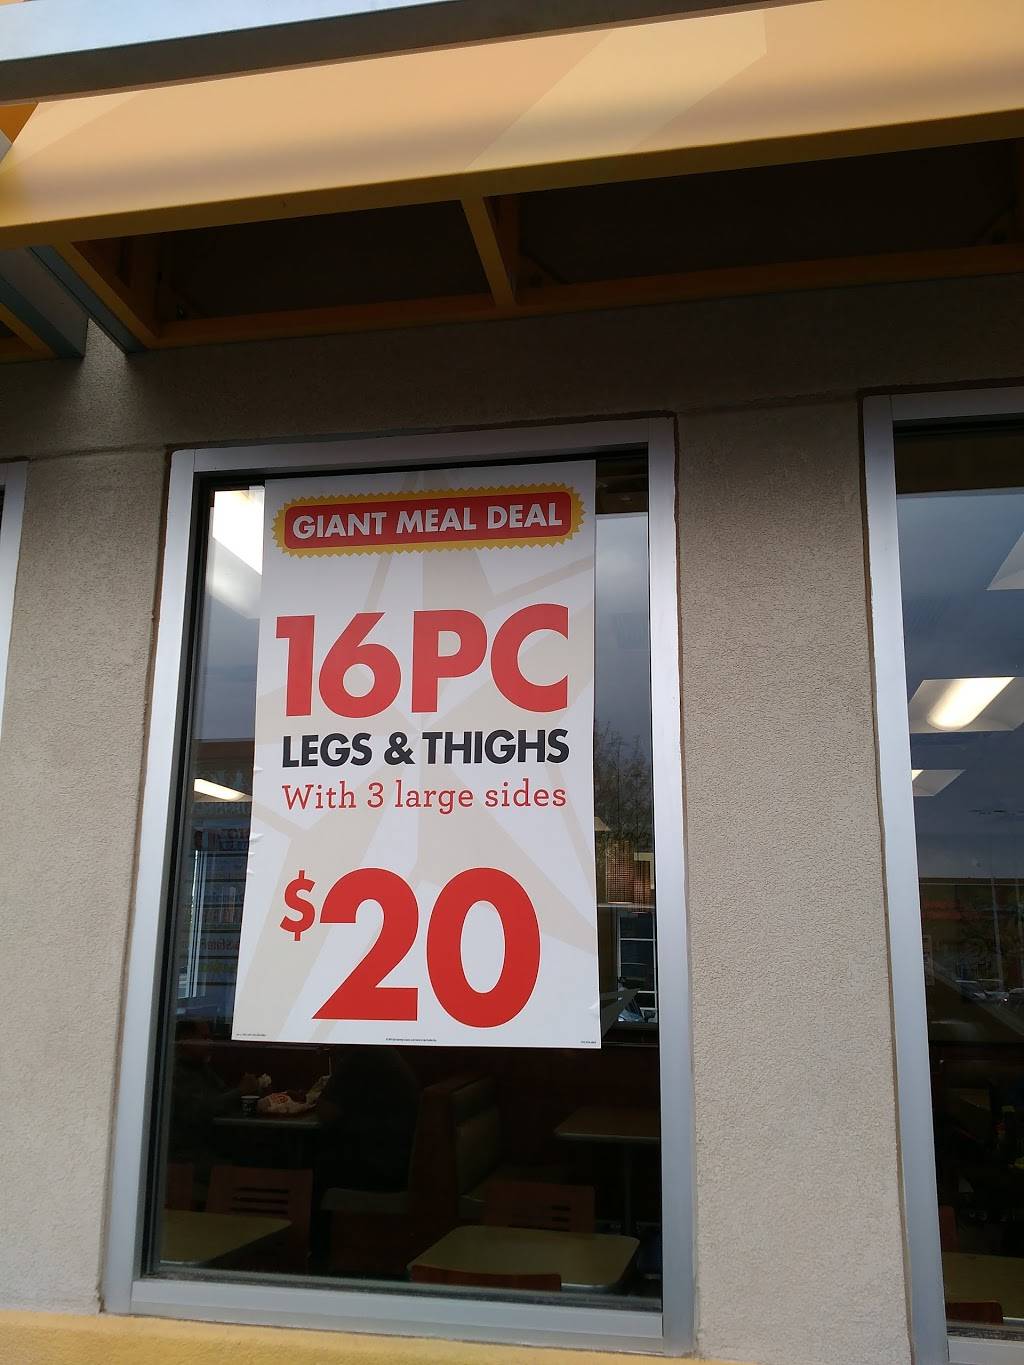 GIANT MEAL DEAL
16PC
LEGS & THIGHS
With 3 large sides
$20